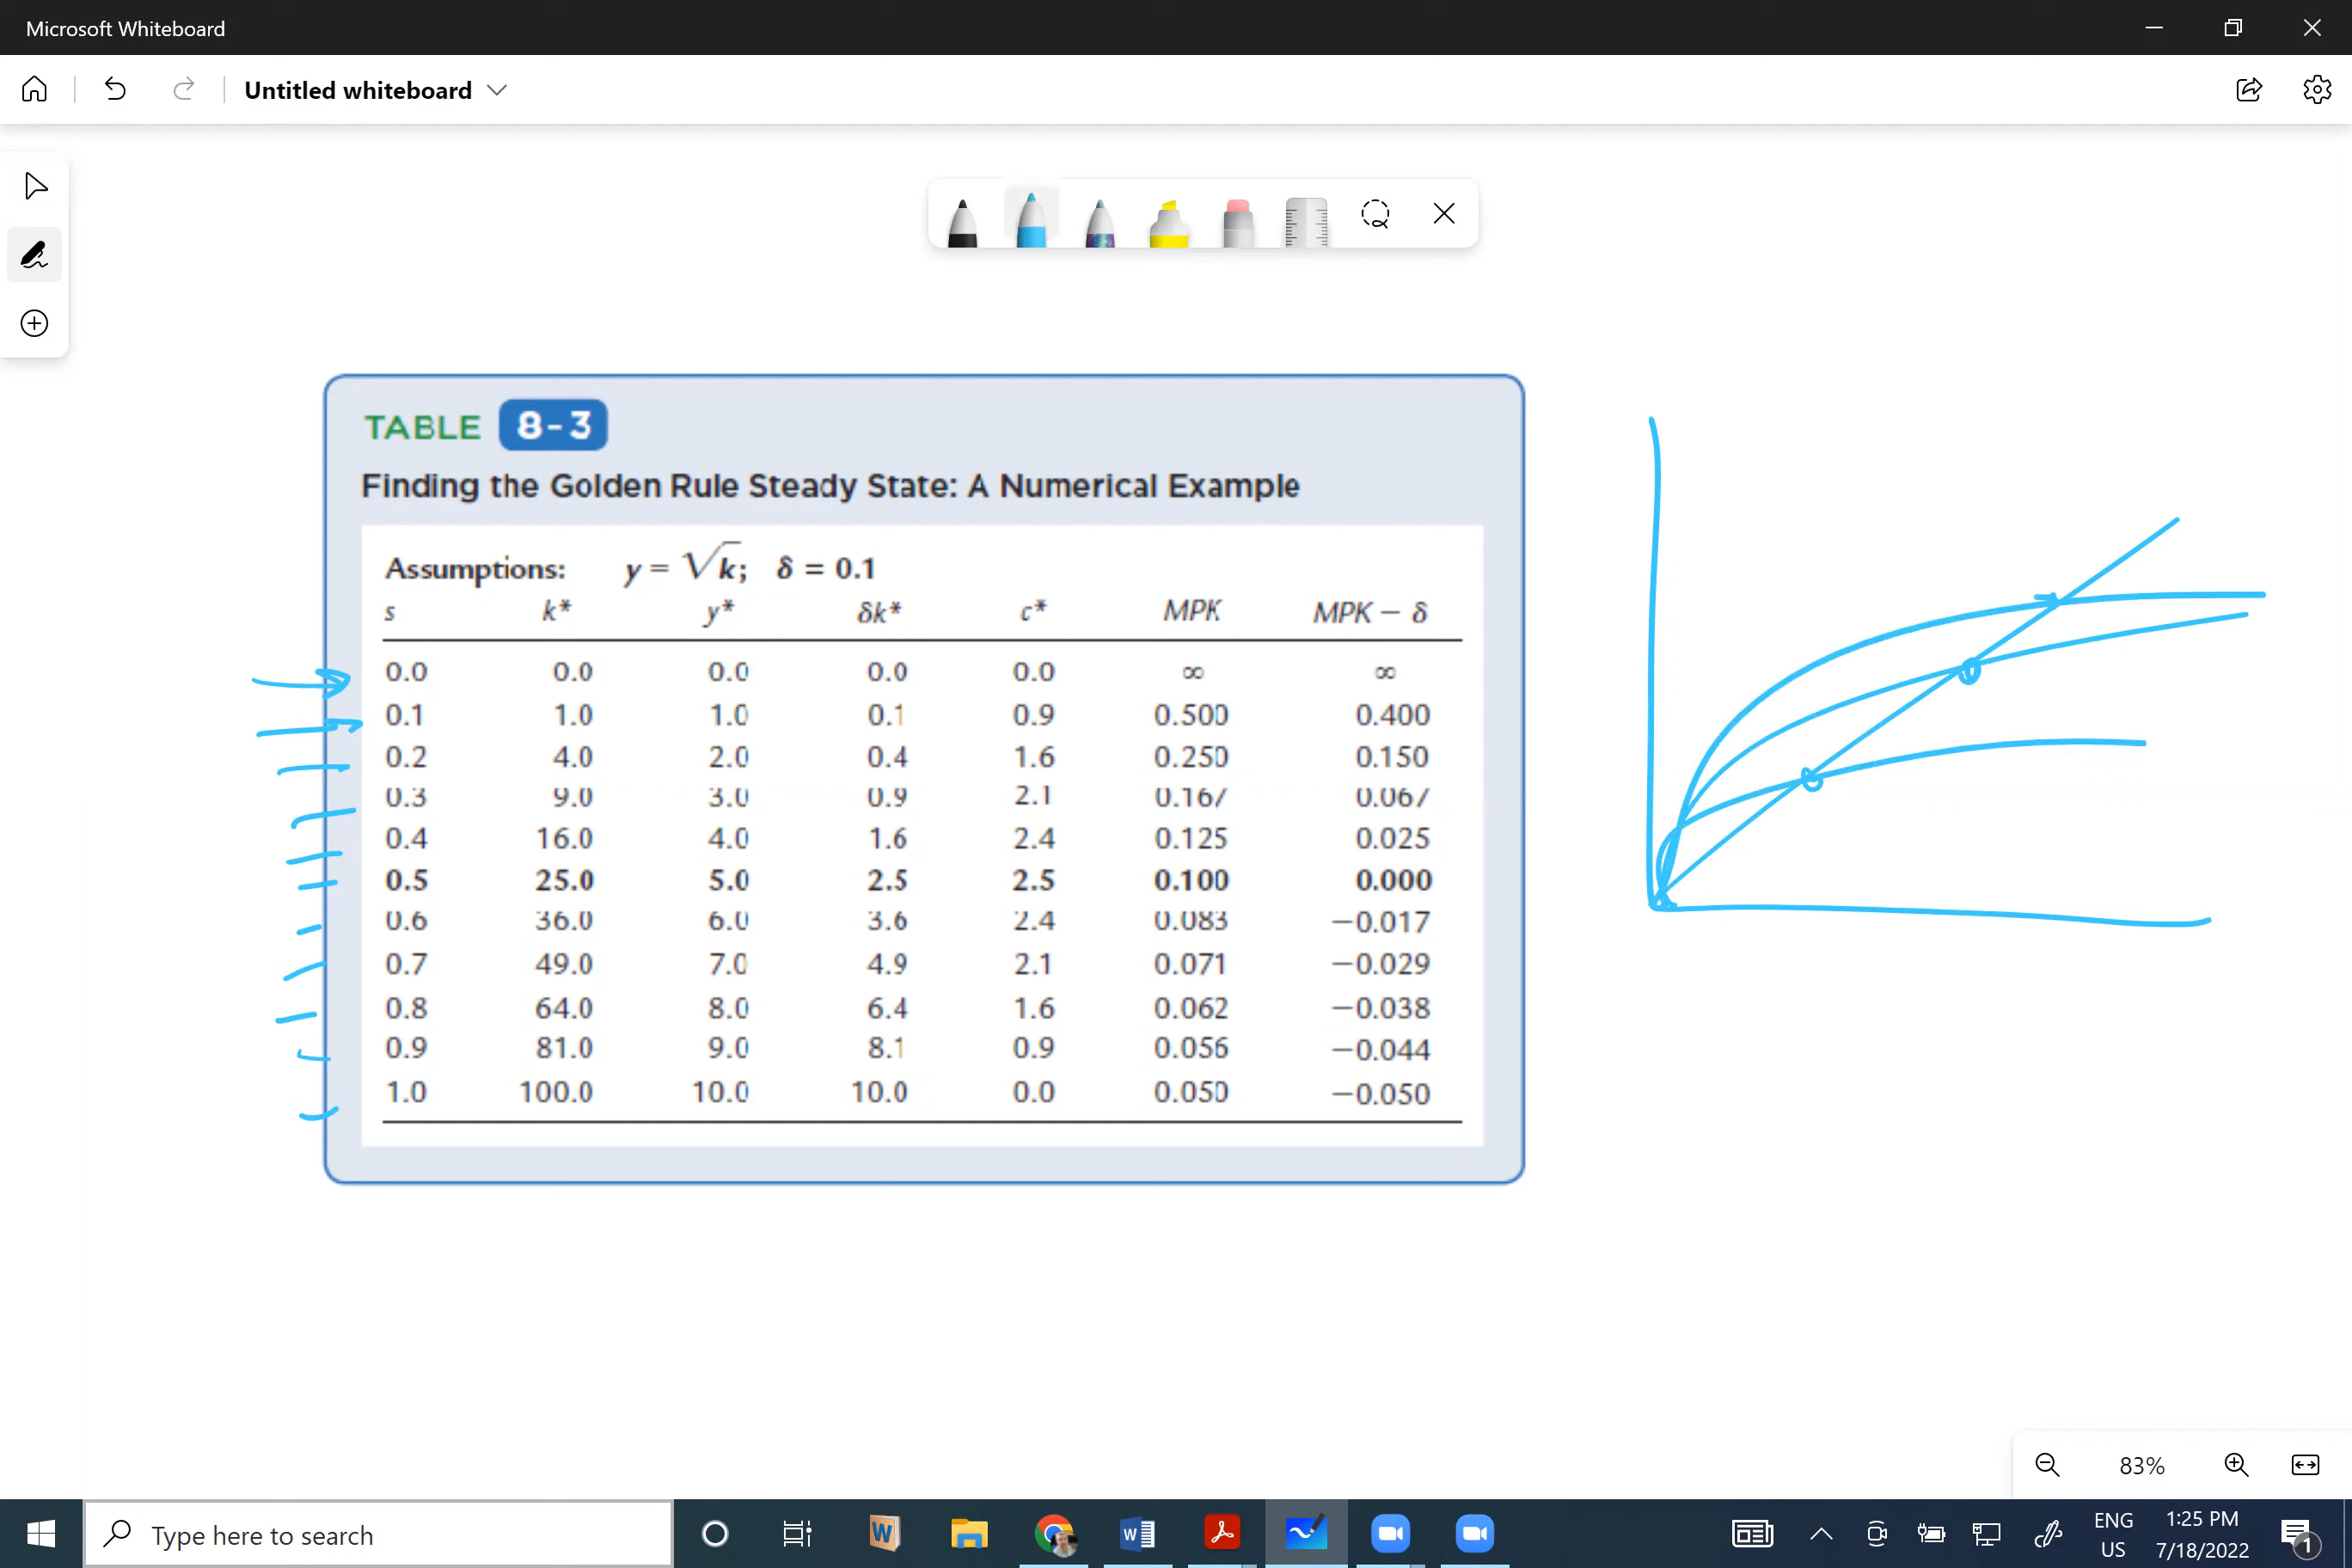 Microsoft Whiteboard
Untitled whiteboard
TABLE 8-3
Finding the Golden Rule Steady State: A Numerical Example
Assumptions: y = √k; δ = 0.1
s k* y* δk* c* MPK MPK − δ
0.0 0.0 0.0 0.0 0.0 ∞ ∞
0.1 1.0 1.0 0.1 0.9 0.500 0.400
0.2 4.0 2.0 0.4 1.6 0.250 0.150
0.3 9.0 3.0 0.9 2.1 0.167 0.067
0.4 16.0 4.0 1.6 2.4 0.125 0.025
0.5 25.0 5.0 2.5 2.5 0.100 0.000
0.6 36.0 6.0 3.6 2.4 0.083 −0.017
0.7 49.0 7.0 4.9 2.1 0.071 −0.029
0.8 64.0 8.0 6.4 1.6 0.062 −0.038
0.9 81.0 9.0 8.1 0.9 0.056 −0.044
1.0 100.0 10.0 10.0 0.0 0.050 −0.050
83%
Type here to search
W
W
ENG
US
1:25 PM
7/18/2022
1